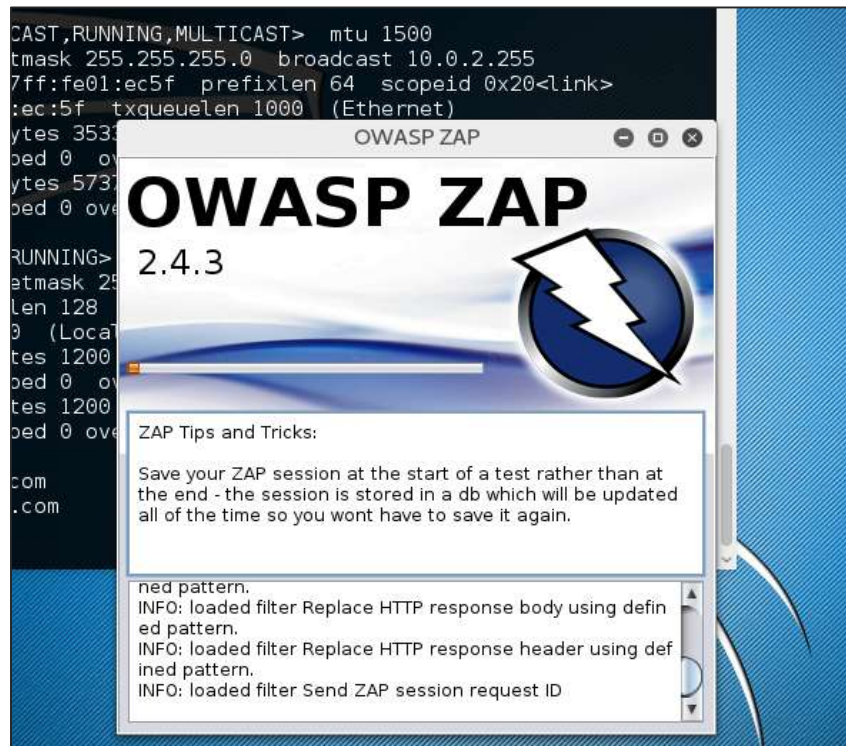 CAST,RUNNING,MULTICAST> mtu 1500
tmask 255.255.255.0 broadcast 10.0.2.255
7ff:fe01:ec5f prefixlen 64 scopeid 0x20<link>
:ec:5f txqueuelen 1000 (Ethernet)
ytes 353
ped 0 ov
ytes 573
ped 0 ove
RUNNING>
etmask 25
len 128
(Local
tes 1200
ped 0 ov
tes 1200
ped 0 ove
com
.com
OWASP ZAP
OWASP ZAP
2.4.3
ZAP Tips and Tricks:
Save your ZAP session at the start of a test rather than at
the end - the session is stored in a db which will be updated
all of the time so you wont have to save it again.
ned pattern.
INFO: loaded filter Replace HTTP response body using defin
ed pattern.
INFO: loaded filter Replace HTTP response header using def
ined pattern.
INFO: loaded filter Send ZAP session request ID